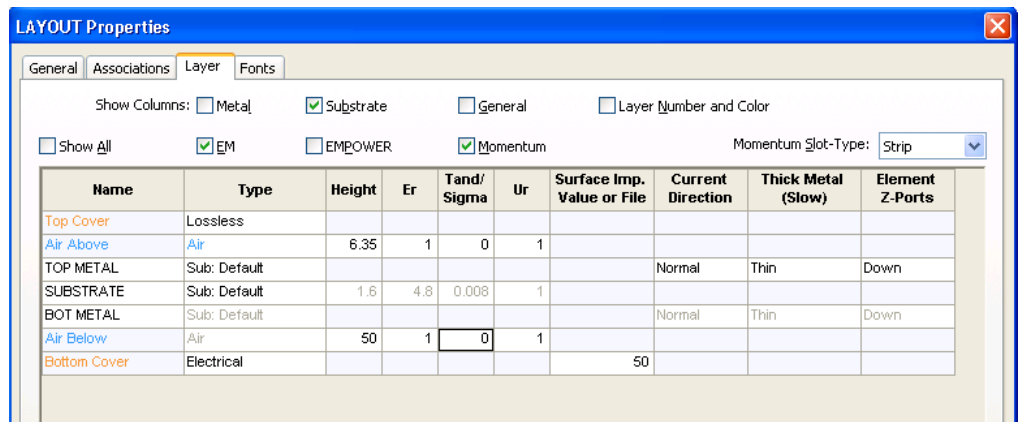 LAYOUT Properties
General Associations Layer Fonts
Show Columns: Metal Substrate General Layer Number and Color
Show All EM EMPOWER Momentum Momentum Slot-Type: Strip
Name Type Height Er Tand/ Sigma Ur Surface Imp. Value or File Current Direction Thick Metal (Slow) Element Z-Ports
Top Cover Lossless
Air Above Air 6.35 1 0 1
TOP METAL Sub: Default Normal Thin Down
SUBSTRATE Sub: Default 1.6 4.8 0.008 1
BOT METAL Sub: Default Normal Thin Down
Air Below Air 50 1 0 1
Bottom Cover Electrical 50